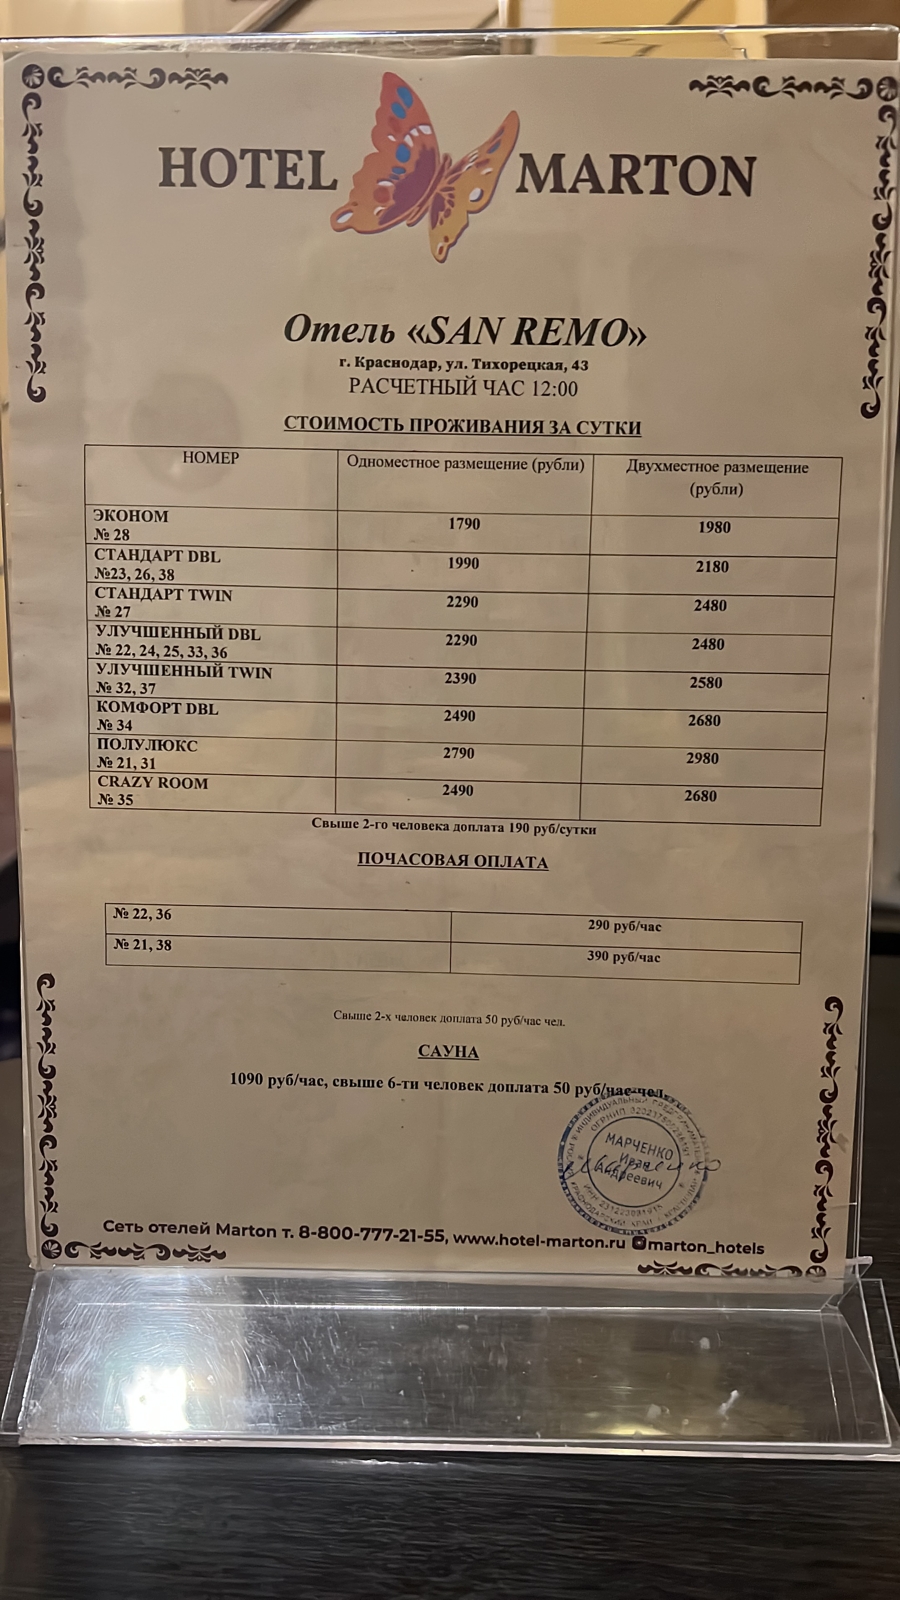 HOTEL MARTON
Отель «SAN REMO»
г. Краснодар, ул. Тихорецкая, 43
РАСЧЕТНЫЙ ЧАС 12:00
СТОИМОСТЬ ПРОЖИВАНИЯ ЗА СУТКИ
НОМЕР Одноместное размещение (рубли) Двухместное размещение
(рубли)
ЭКОНОМ
№ 28 1790 1980
СТАНДАРТ DBL
№23, 26, 38 1990 2180
СТАНДАРТ TWIN
№ 27 2290 2480
УЛУЧШЕННЫЙ DBL
№ 22, 24, 25, 33, 36 2290 2480
УЛУЧШЕННЫЙ TWIN
№ 32, 37 2390 2580
КОМФОРТ DBL
№ 34 2490 2680
ПОЛУЛЮКС
№ 21, 31 2790 2980
CRAZY ROOM
№ 35 2490 2680
Свыше 2-го человека доплата 190 руб/сутки
ПОЧАСОВАЯ ОПЛАТА
№ 22, 36 290 руб/час
№ 21, 38 390 руб/час
Свыше 2-х человек доплата 50 руб/час чел.
САУНА
1090 руб/час, свыше 6-ти человек доплата 50 руб/час чел.
МАРЧЕНКО
Иван
Андреевич
Сеть отелей Marton т. 8-800-777-21-55, www.hotel-marton.ru marton_hotels